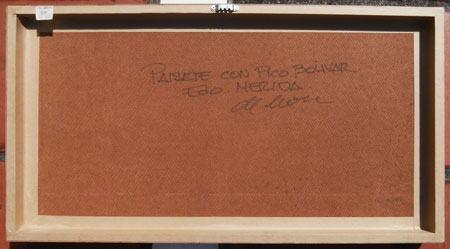 PAISAJE CON PICO BOLIVAR
EDO. MERIDA